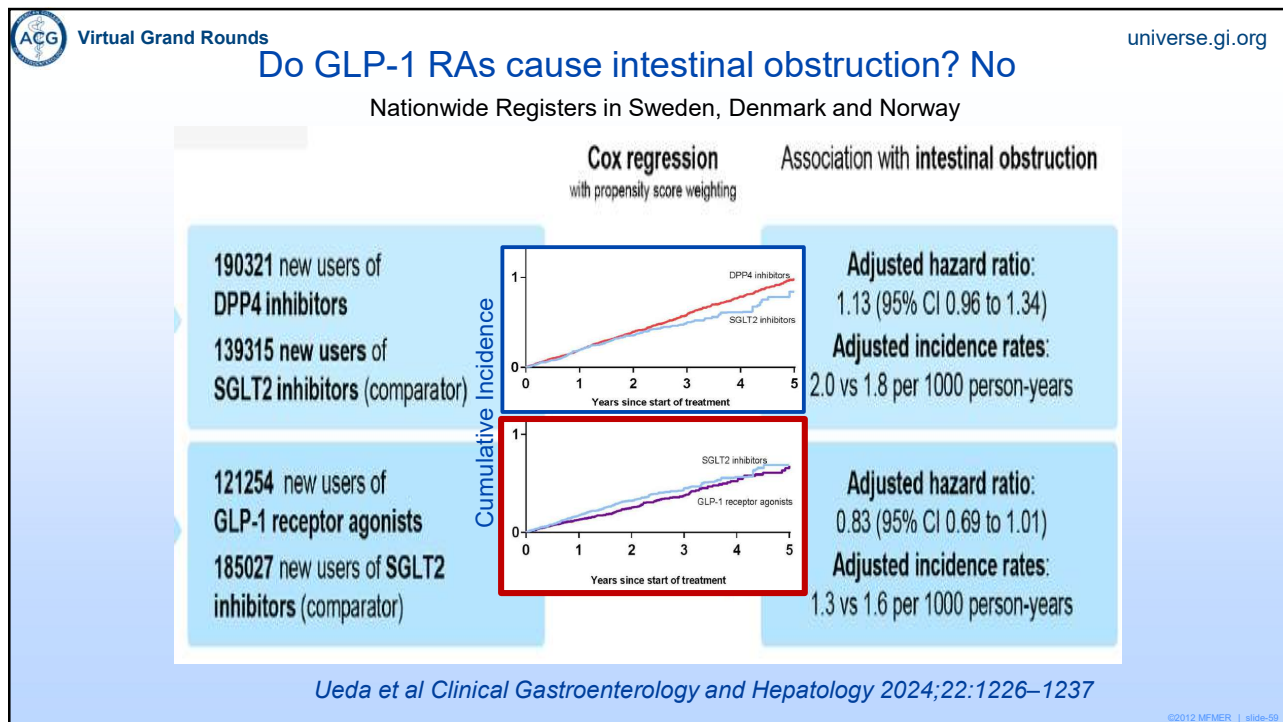 ACG
Virtual Grand Rounds
universe.gi.org
Do GLP-1 RAs cause intestinal obstruction? No
Nationwide Registers in Sweden, Denmark and Norway
Cox regression
with propensity score weighting
Association with intestinal obstruction
190321 new users of
DPP4 inhibitors
139315 new users of
SGLT2 inhibitors (comparator)
Cumulative Incidence
1
0
DPP4 inhibitors
SGLT2 inhibitors
0 1 2 3 4 5
Years since start of treatment
Adjusted hazard ratio:
1.13 (95% CI 0.96 to 1.34)
Adjusted incidence rates:
2.0 vs 1.8 per 1000 person-years
121254 new users of
GLP-1 receptor agonists
185027 new users of SGLT2
inhibitors (comparator)
1
0
SGLT2 inhibitors
GLP-1 receptor agonists
0 1 2 3 4 5
Years since start of treatment
Adjusted hazard ratio:
0.83 (95% CI 0.69 to 1.01)
Adjusted incidence rates:
1.3 vs 1.6 per 1000 person-years
Ueda et al Clinical Gastroenterology and Hepatology 2024;22:1226–1237
©2012 MFMER | slide-59